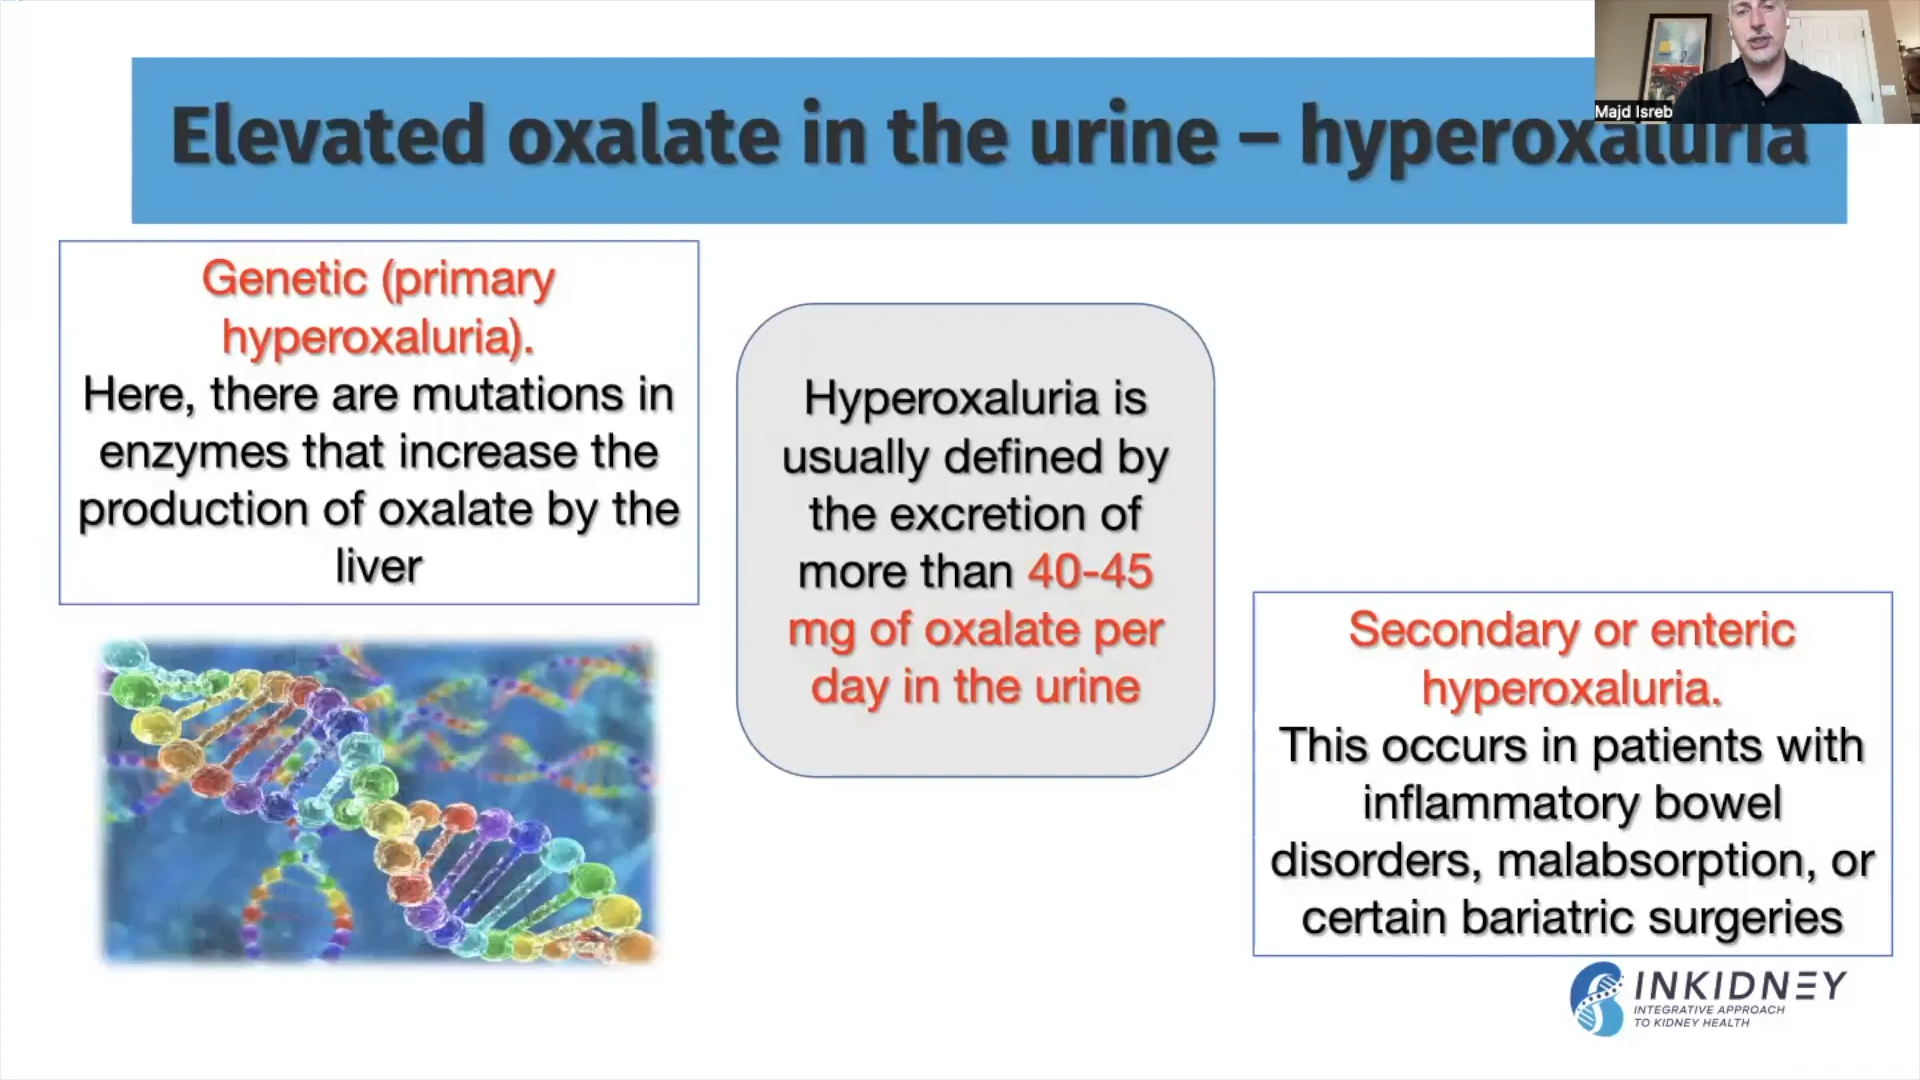 Majd Isreb
Elevated oxalate in the urine – hyperoxaluria
Genetic (primary
hyperoxaluria).
Here, there are mutations in
enzymes that increase the
production of oxalate by the
liver
Hyperoxaluria is
usually defined by
the excretion of
more than 40-45
mg of oxalate per
day in the urine
Secondary or enteric
hyperoxaluria.
This occurs in patients with
inflammatory bowel
disorders, malabsorption, or
certain bariatric surgeries
INKIDNEY
INTEGRATIVE APPROACH
TO KIDNEY HEALTH